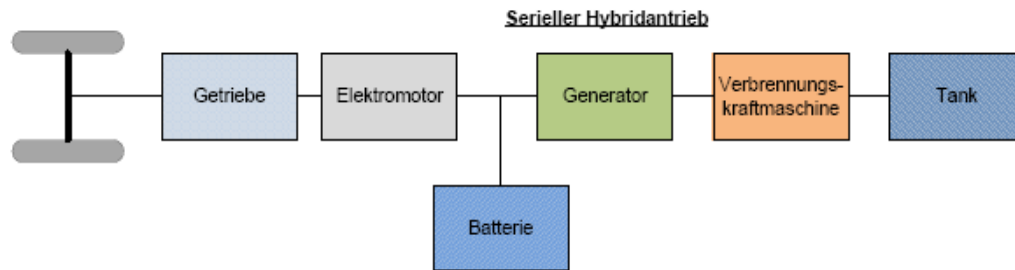 Serieller Hybridantrieb
Getriebe
Elektromotor
Generator
Verbrennungs-
kraftmaschine
Tank
Batterie